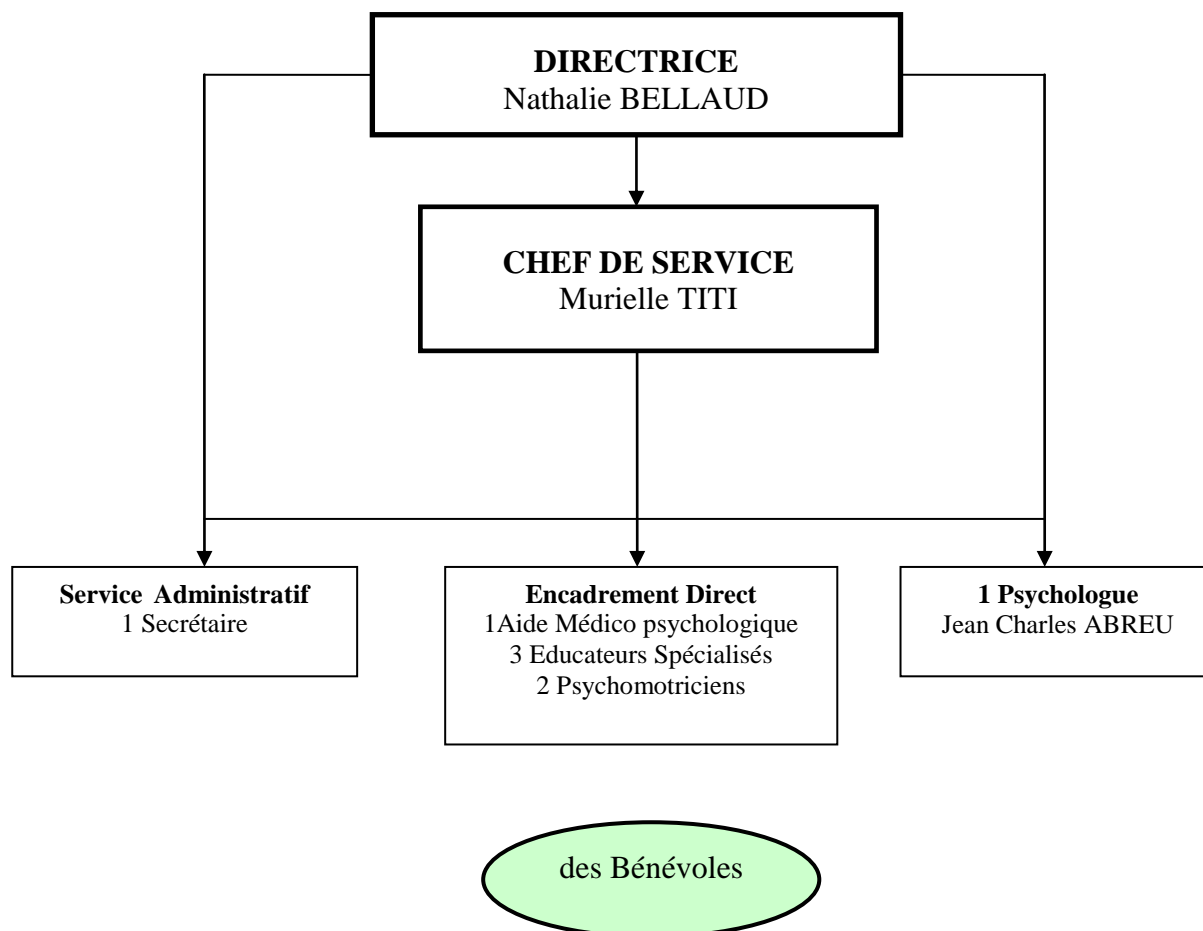 DIRECTRICE
Nathalie BELLAUD
CHEF DE SERVICE
Murielle TITI
Service Administratif
1 Secrétaire
Encadrement Direct
1Aide Médico psychologique
3 Educateurs Spécialisés
2 Psychomotriciens
1 Psychologue
Jean Charles ABREU
des Bénévoles